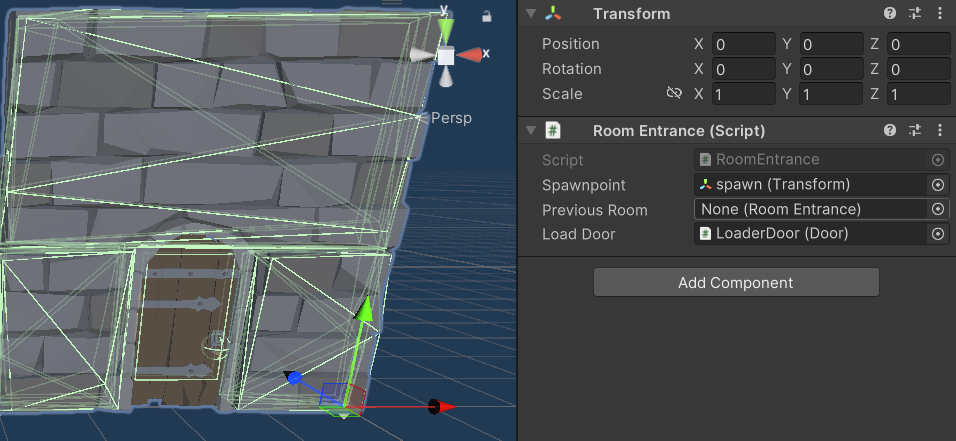 y
x
Persp
Transform
Position X 0 Y 0 Z 0
Rotation X 0 Y 0 Z 0
Scale X 1 Y 1 Z 1
# Room Entrance (Script)
Script # RoomEntrance
Spawnpoint spawn (Transform)
Previous Room None (Room Entrance)
Load Door # LoaderDoor (Door)
Add Component